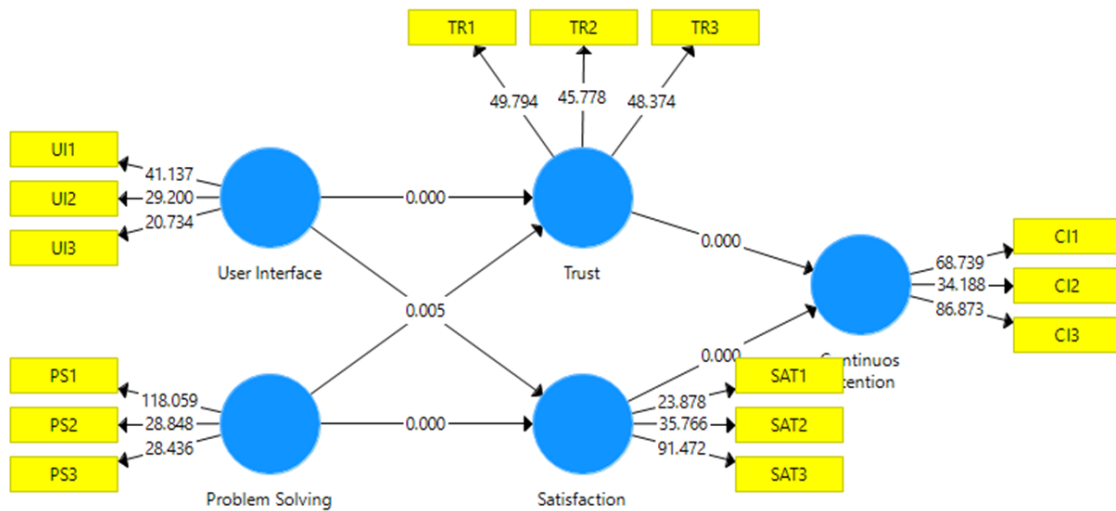 TR1
TR2
TR3
49.794
45.778
48.374
UI1
UI2
UI3
41.137
29.200
20.734
0.000
User Interface
Trust
0.000
CI1
CI2
CI3
68.739
34.188
86.873
0.005
0.000
Continuos
PS1
PS2
PS3
118.059
28.848
28.436
0.000
SAT1
SAT2
SAT3
23.878
35.766
91.472
Problem Solving
Satisfaction